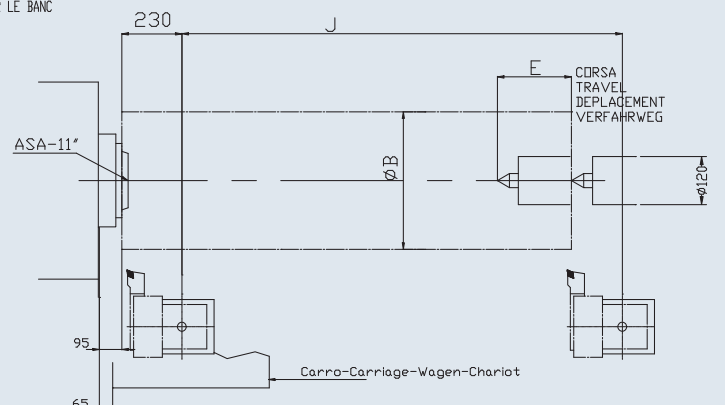 LE BANC
230
J
E
CORSA
TRAVEL
DEPLACEMENT
VERFAHRWEG
ASA-11"
ØB
Ø120
95
Carro-Carriage-Wagen-Chariot
65